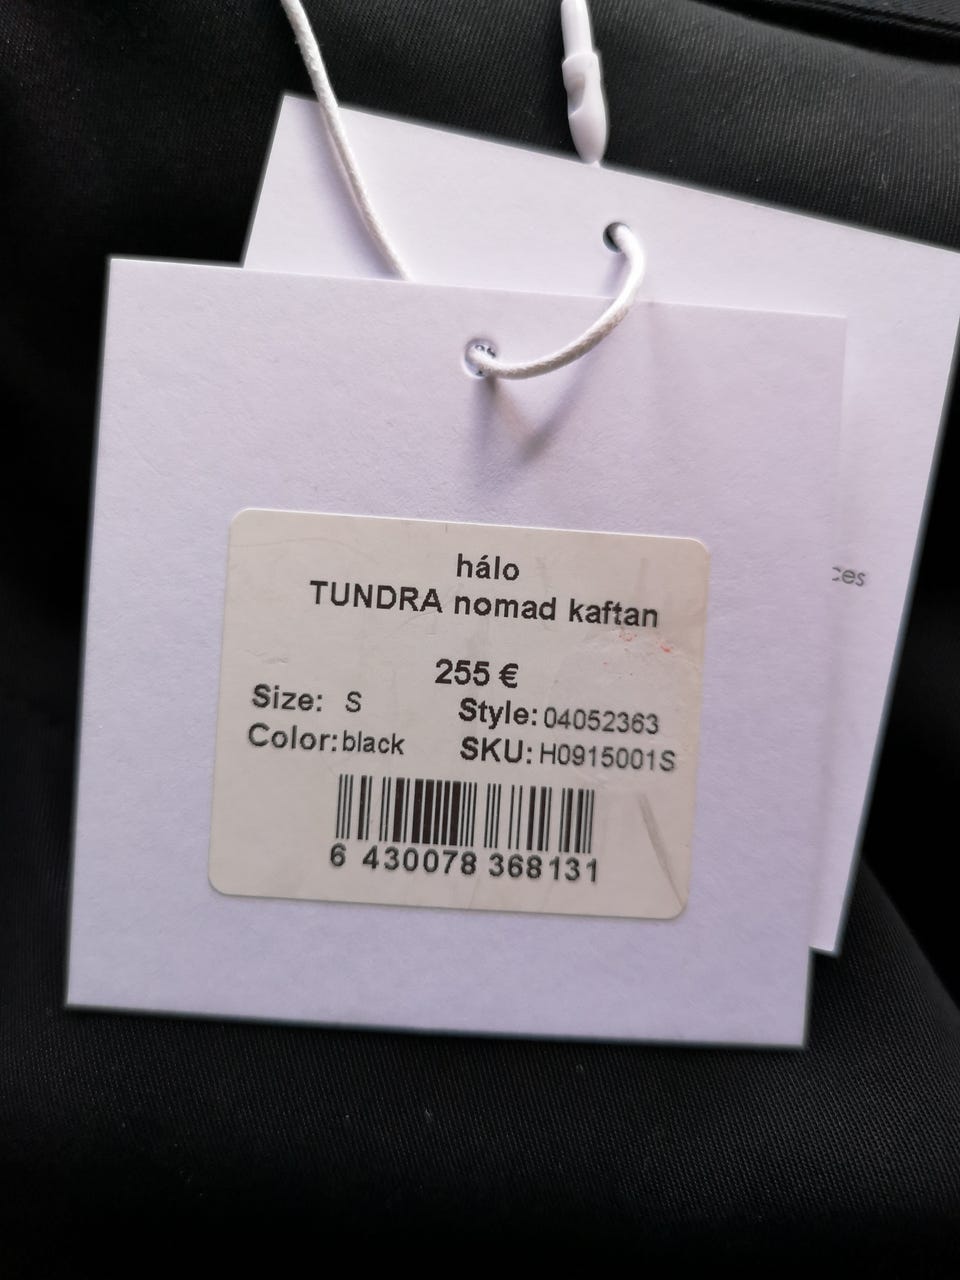 hálo
TUNDRA nomad kaftan
255 €
Size: S Style: 04052363
Color: black SKU: H0915001S
6 430078 368131